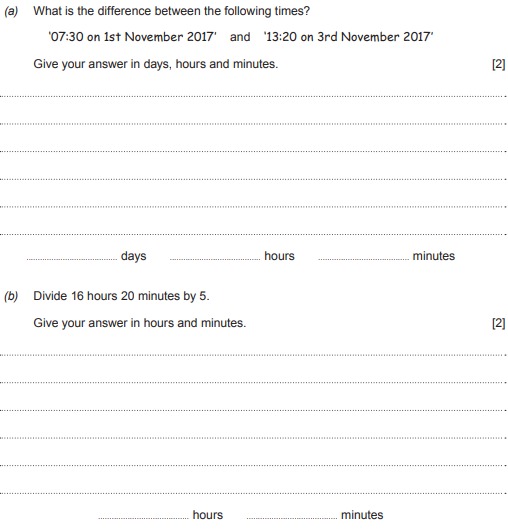 (a) What is the difference between the following times?
'07:30 on 1st November 2017' and '13:20 on 3rd November 2017'
Give your answer in days, hours and minutes. [2]
days hours minutes
(b) Divide 16 hours 20 minutes by 5.
Give your answer in hours and minutes. [2]
hours minutes